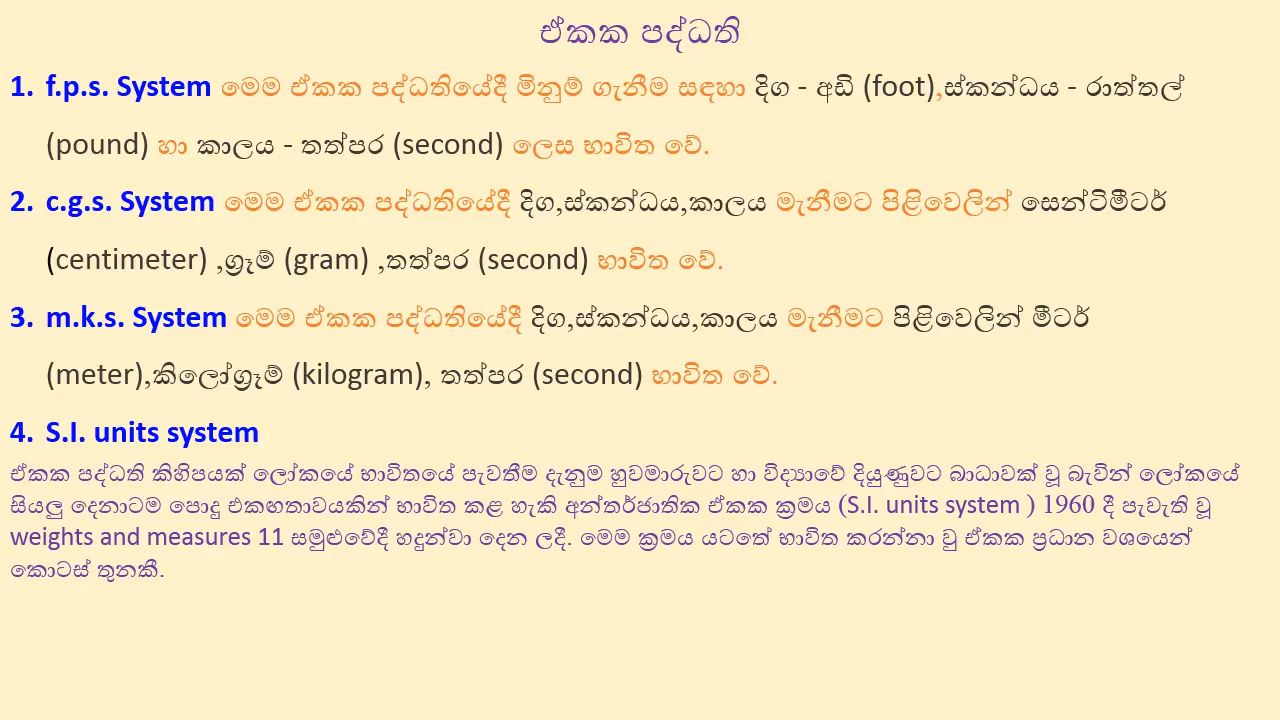 ඒකක පද්ධති
1. f.p.s. System මෙම ඒකක පද්ධතියේදී මිනුම් ගැනීම සඳහා දිග - අඩි (foot),ස්කන්ධය - රාත්තල්
(pound) හා කාලය - තත්පර (second) ලෙස භාවිත වේ.
2. c.g.s. System මෙම ඒකක පද්ධතියේදී දිග,ස්කන්ධය,කාලය මැනීමට පිළිවෙලින් සෙන්ටිමීටර්
(centimeter) ,ග්‍රෑම් (gram) ,තත්පර (second) භාවිත වේ.
3. m.k.s. System මෙම ඒකක පද්ධතියේදී දිග,ස්කන්ධය,කාලය මැනීමට පිළිවෙලින් මීටර්
(meter),කිලෝග්‍රෑම් (kilogram), තත්පර (second) භාවිත වේ.
4. S.I. units system
ඒකක පද්ධති කිහිපයක් ලෝකයේ භාවිතයේ පැවතීම දැනුම හුවමාරුවට හා විද්‍යාවේ දියුණුවට බාධාවක් වූ බැවින් ලෝකයේ
සියලු දෙනාටම පොදු එකඟතාවයකින් භාවිත කළ හැකි අන්තර්ජාතික ඒකක ක්‍රමය (S.I. units system ) 1960 දී පැවැති වූ
weights and measures 11 සමුළුවේදී හඳුන්වා දෙන ලදී. මෙම ක්‍රමය යටතේ භාවිත කරන්නා වු ඒකක ප්‍රධාන වශයෙන්
කොටස් තුනකී.